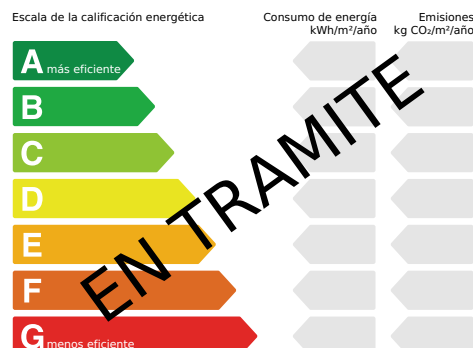 Escala de la calificación energética
Consumo de energía
kWh/m²/año
Emisiones
kg CO₂/m²/año
A más eficiente
B
C
D
E
F
G menos eficiente
EN TRAMITE